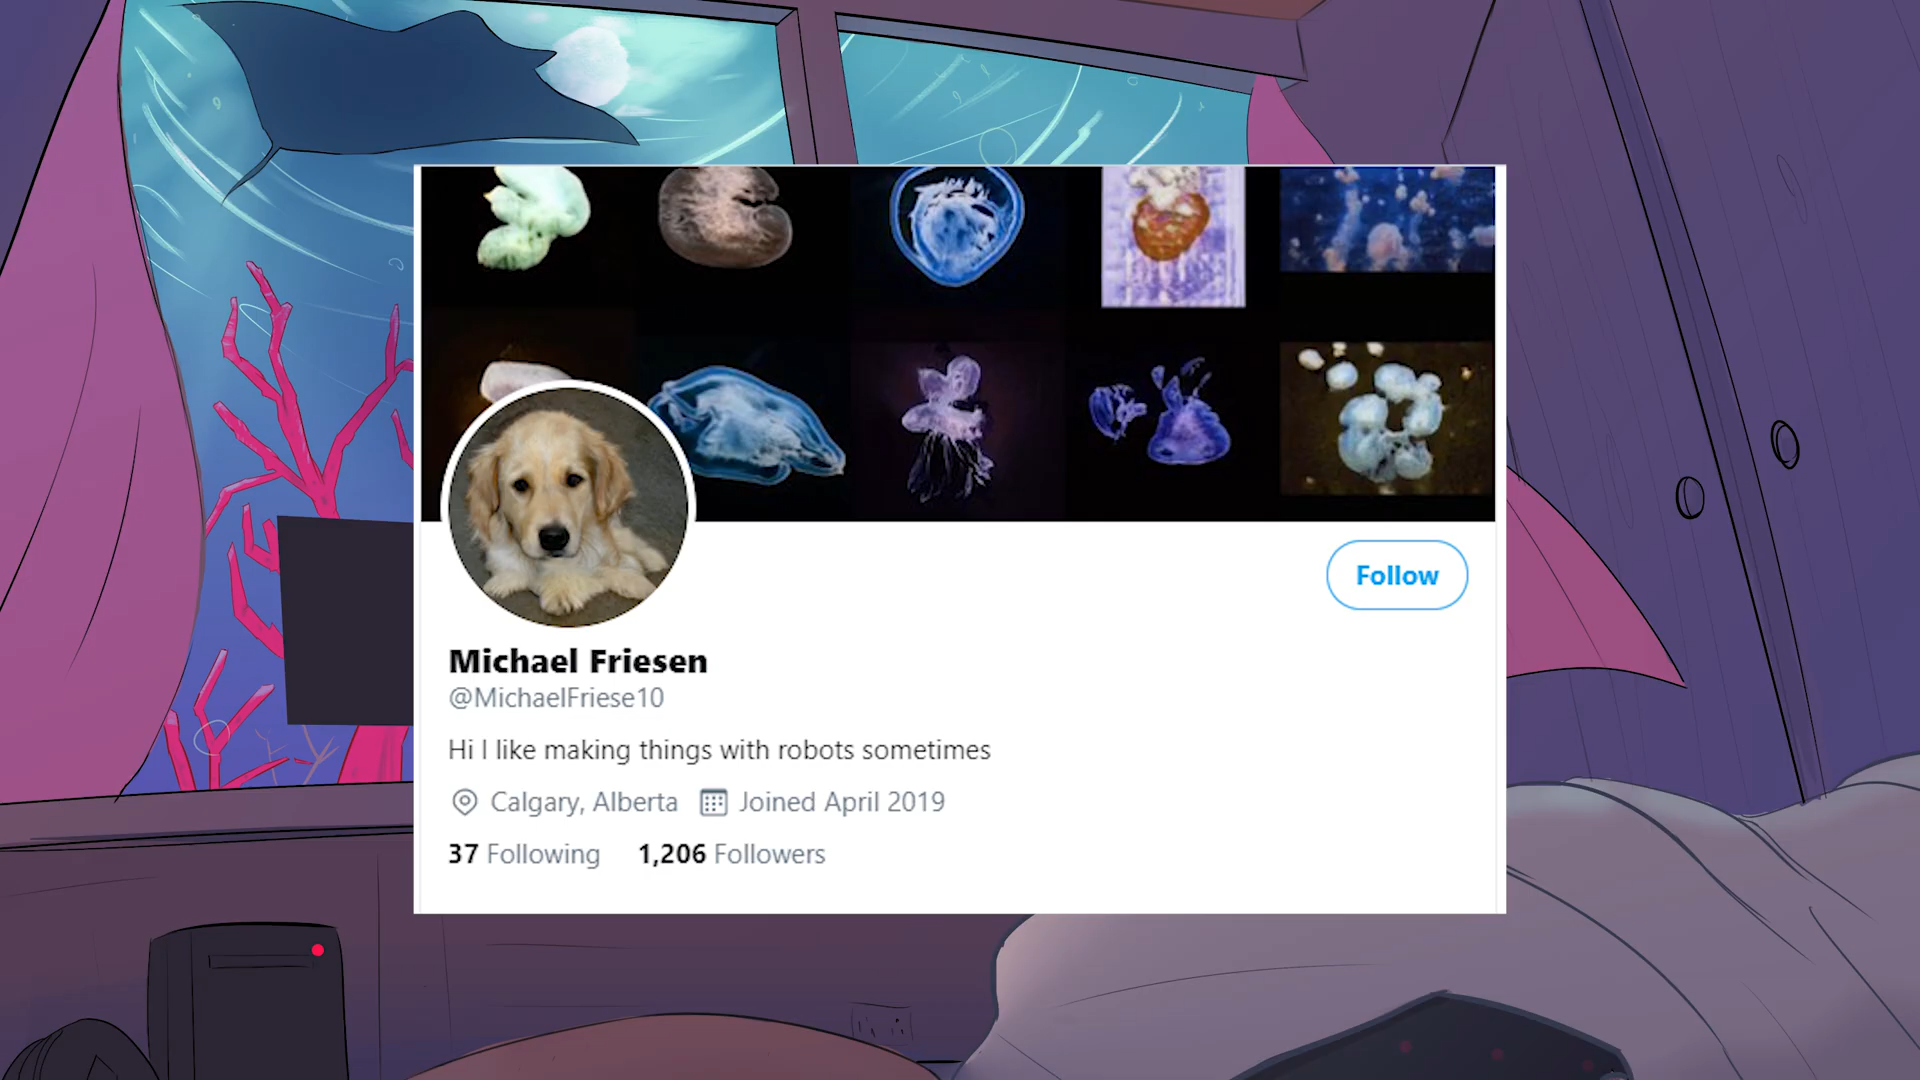 Follow
Michael Friesen
@MichaelFriese10
Hi I like making things with robots sometimes
Calgary, Alberta Joined April 2019
37 Following 1,206 Followers